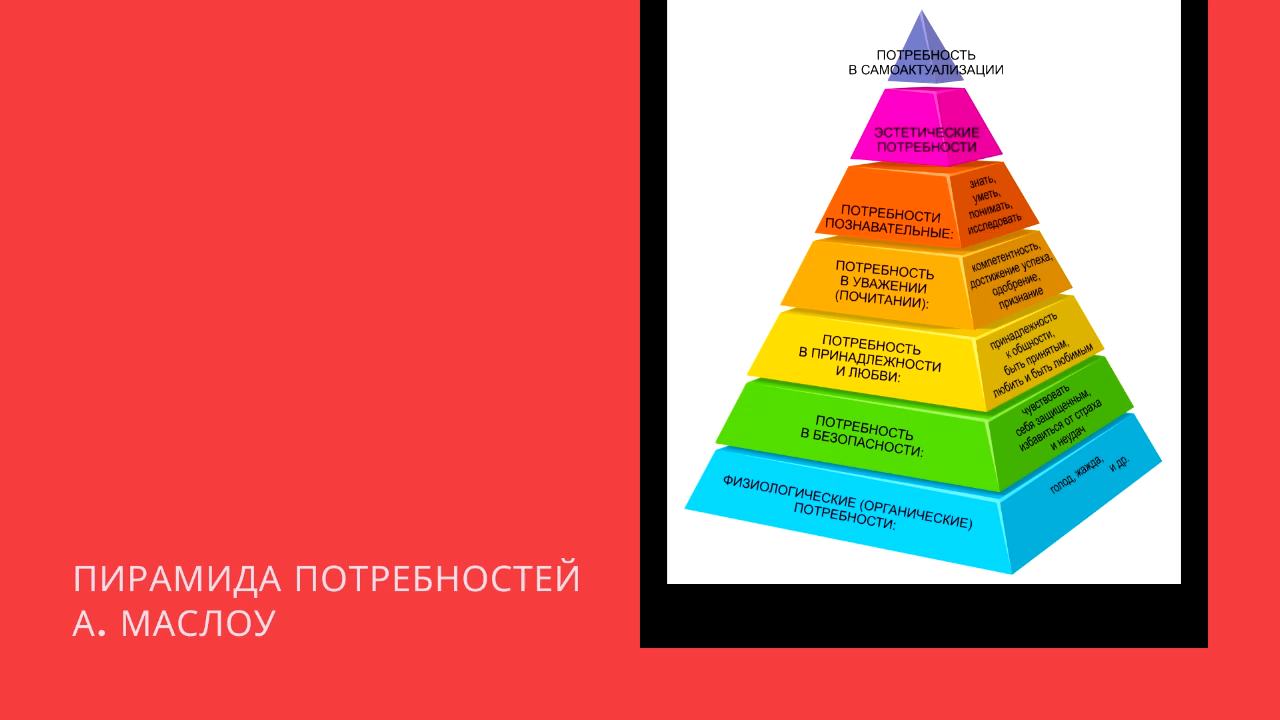 ПИРАМИДА ПОТРЕБНОСТЕЙ
А. МАСЛОУ
ПОТРЕБНОСТЬ
В САМОАКТУАЛИЗАЦИИ
ЭСТЕТИЧЕСКИЕ
ПОТРЕБНОСТИ
ПОТРЕБНОСТИ
ПОЗНАВАТЕЛЬНЫЕ:
знать,
уметь,
понимать,
исследовать
ПОТРЕБНОСТЬ
В УВАЖЕНИИ
(ПОЧИТАНИИ):
компетентность,
достижение успеха,
одобрение,
признание
ПОТРЕБНОСТЬ
В ПРИНАДЛЕЖНОСТИ
И ЛЮБВИ:
принадлежность
к общности,
быть принятым,
любить и быть любимым
ПОТРЕБНОСТЬ
В БЕЗОПАСНОСТИ:
чувствовать
себя защищенным,
избавиться от страха
и неудач
ФИЗИОЛОГИЧЕСКИЕ (ОРГАНИЧЕСКИЕ)
ПОТРЕБНОСТИ:
голод, жажда,
и др.